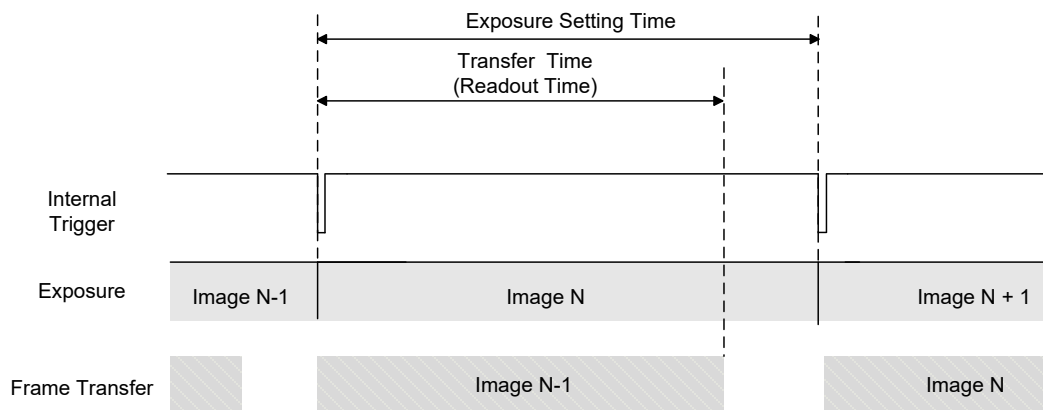 Exposure Setting Time
Transfer Time
(Readout Time)
Internal
Trigger
Exposure
Image N-1
Image N
Image N + 1
Frame Transfer
Image N-1
Image N